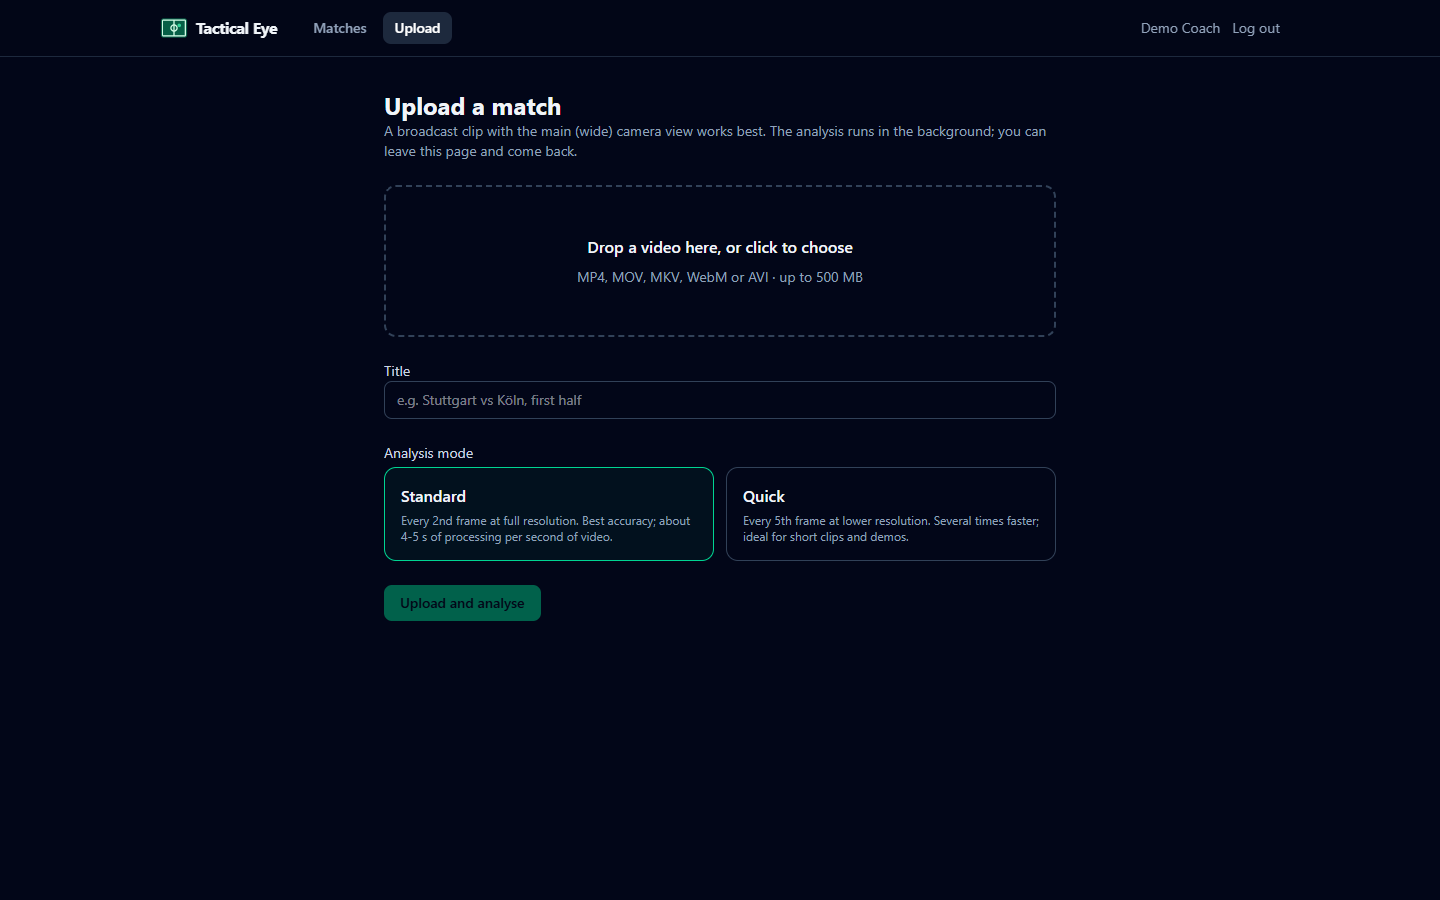 Tactical Eye
Matches
Upload
Demo Coach
Log out
Upload a match
A broadcast clip with the main (wide) camera view works best. The analysis runs in the background; you can
leave this page and come back.
Drop a video here, or click to choose
MP4, MOV, MKV, WebM or AVI · up to 500 MB
Title
e.g. Stuttgart vs Köln, first half
Analysis mode
Standard
Every 2nd frame at full resolution. Best accuracy; about
4-5 s of processing per second of video.
Quick
Every 5th frame at lower resolution. Several times faster;
ideal for short clips and demos.
Upload and analyse